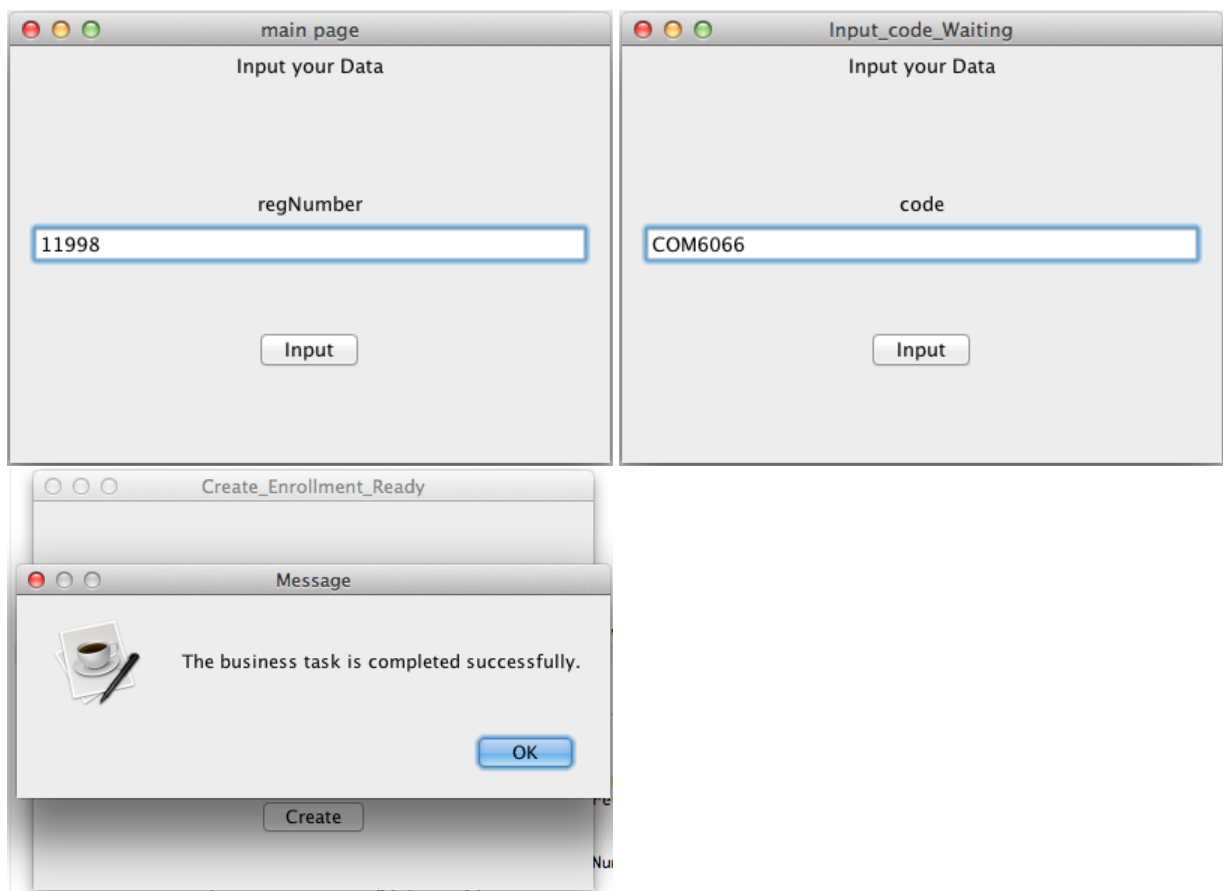 main page
Input your Data
regNumber
11998
Input
Input_code_Waiting
Input your Data
code
COM6066
Input
Create_Enrollment_Ready
Message
The business task is completed successfully.
OK
Create